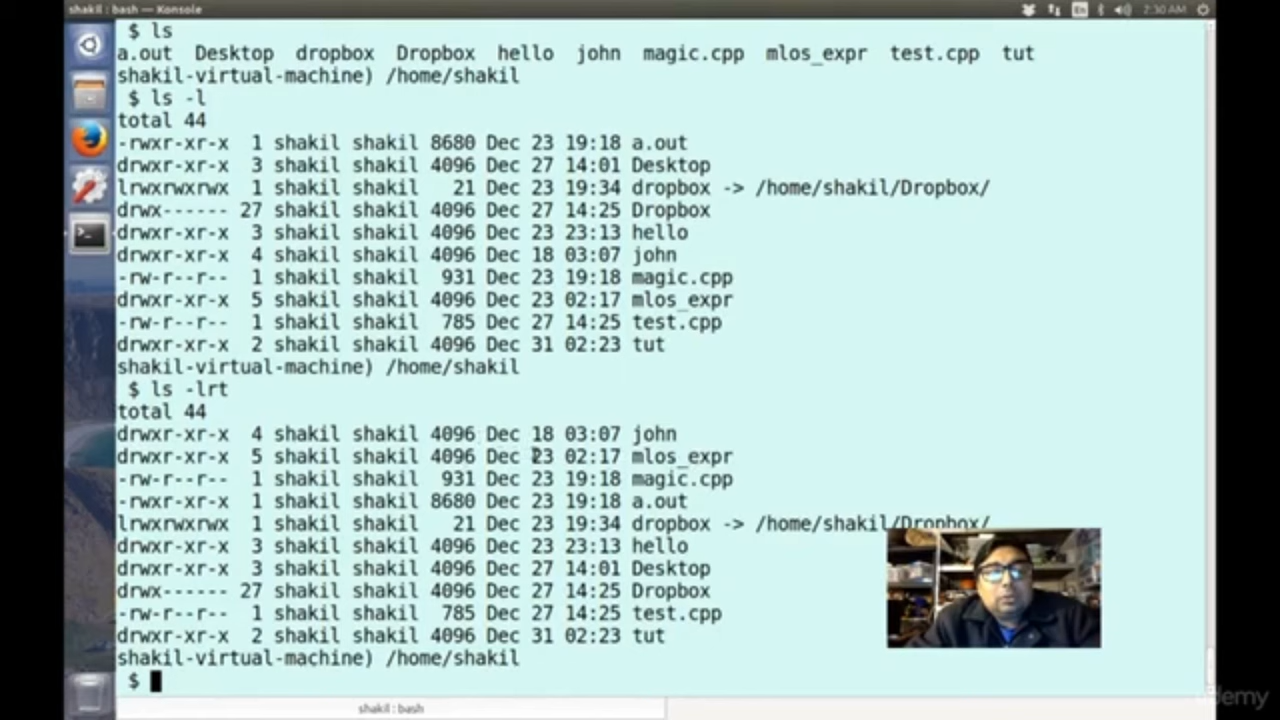 shakil : bash — Konsole
En
2:30 AM
$ ls
a.out Desktop dropbox Dropbox hello john magic.cpp mlos_expr test.cpp tut
shakil-virtual-machine) /home/shakil
$ ls -l
total 44
-rwxr-xr-x 1 shakil shakil 8680 Dec 23 19:18 a.out
drwxr-xr-x 3 shakil shakil 4096 Dec 27 14:01 Desktop
lrwxrwxrwx 1 shakil shakil 21 Dec 23 19:34 dropbox -> /home/shakil/Dropbox/
drwx------ 27 shakil shakil 4096 Dec 27 14:25 Dropbox
drwxr-xr-x 3 shakil shakil 4096 Dec 23 23:13 hello
drwxr-xr-x 4 shakil shakil 4096 Dec 18 03:07 john
-rw-r--r-- 1 shakil shakil 931 Dec 23 19:18 magic.cpp
drwxr-xr-x 5 shakil shakil 4096 Dec 23 02:17 mlos_expr
-rw-r--r-- 1 shakil shakil 785 Dec 27 14:25 test.cpp
drwxr-xr-x 2 shakil shakil 4096 Dec 31 02:23 tut
shakil-virtual-machine) /home/shakil
$ ls -lrt
total 44
drwxr-xr-x 4 shakil shakil 4096 Dec 18 03:07 john
drwxr-xr-x 5 shakil shakil 4096 Dec 23 02:17 mlos_expr
-rw-r--r-- 1 shakil shakil 931 Dec 23 19:18 magic.cpp
-rwxr-xr-x 1 shakil shakil 8680 Dec 23 19:18 a.out
lrwxrwxrwx 1 shakil shakil 21 Dec 23 19:34 dropbox -> /home/shakil/Dropbox/
drwxr-xr-x 3 shakil shakil 4096 Dec 23 23:13 hello
drwxr-xr-x 3 shakil shakil 4096 Dec 27 14:01 Desktop
drwx------ 27 shakil shakil 4096 Dec 27 14:25 Dropbox
-rw-r--r-- 1 shakil shakil 785 Dec 27 14:25 test.cpp
drwxr-xr-x 2 shakil shakil 4096 Dec 31 02:23 tut
shakil-virtual-machine) /home/shakil
$
shakil : bash
udemy